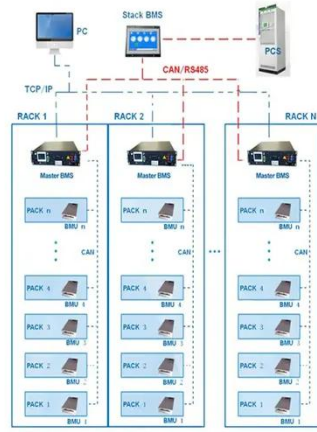 PC
Stack BMS
PCS
CAN/RS485
TCP/IP
RACK 1
RACK 2
RACK N
Master BMS
Master BMS
Master BMS
PACK n
BMU n
PACK n
BMU n
PACK n
BMU n
CAN
CAN
CAN
PACK 4
BMU 4
PACK 4
BMU 4
PACK 4
BMU 4
PACK 3
BMU 3
PACK 3
BMU 3
PACK 3
BMU 3
PACK 2
BMU 2
PACK 2
BMU 2
PACK 2
BMU 2
PACK 1
BMU 1
PACK 1
BMU 1
PACK 1
BMU 1